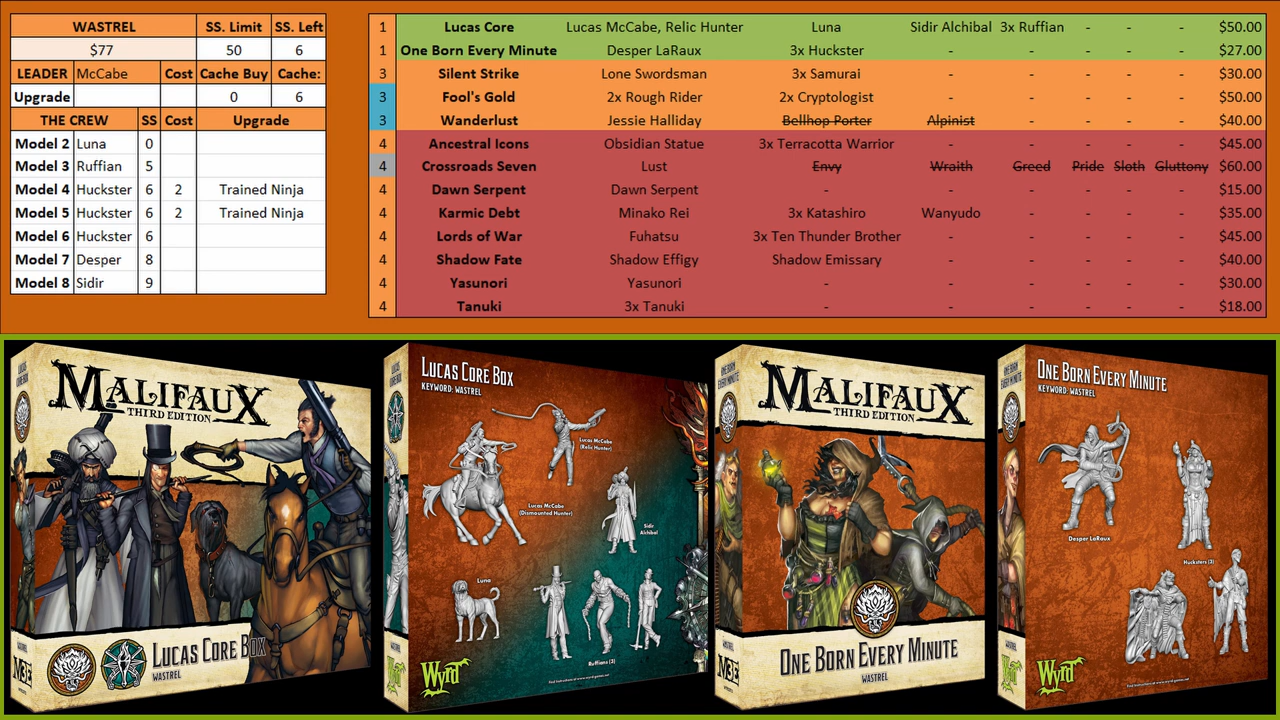 WASTREL SS. Limit SS. Left
$77 50 6
LEADER McCabe Cost Cache Buy Cache:
Upgrade 0 6
THE CREW SS Cost Upgrade
Model 2 Luna 0
Model 3 Ruffian 5
Model 4 Huckster 6 2 Trained Ninja
Model 5 Huckster 6 2 Trained Ninja
Model 6 Huckster 6
Model 7 Desper 8
Model 8 Sidir 9
1 Lucas Core Lucas McCabe, Relic Hunter Luna Sidir Alchibal 3x Ruffian - - - $50.00
1 One Born Every Minute Desper LaRaux 3x Huckster - - - - - $27.00
3 Silent Strike Lone Swordsman 3x Samurai - - - - - $30.00
3 Fool's Gold 2x Rough Rider 2x Cryptologist - - - - - $50.00
3 Wanderlust Jessie Halliday Bellhop Porter Alpinist - - - - $40.00
4 Ancestral Icons Obsidian Statue 3x Terracotta Warrior - - - - - $45.00
4 Crossroads Seven Lust Envy Wraith Greed Pride Sloth Gluttony $60.00
4 Dawn Serpent Dawn Serpent - - - - - - $15.00
4 Karmic Debt Minako Rei 3x Katashiro Wanyudo - - - - $35.00
4 Lords of War Fuhatsu 3x Ten Thunder Brother - - - - - $45.00
4 Shadow Fate Shadow Effigy Shadow Emissary - - - - - $40.00
4 Yasunori Yasunori - - - - - - $30.00
4 Tanuki 3x Tanuki - - - - - - $18.00
MALIFAUX
THIRD EDITION
LUCAS CORE BOX
WASTREL
M3E
LUCAS CORE BOX
KEYWORD: WASTREL
Lucas McCabe
(Relic Hunter)
Lucas McCabe
(Dismounted Hunter)
Sidir
Alchibal
Luna
Ruffians (3)
Wyrd
MALIFAUX
THIRD EDITION
ONE BORN EVERY MINUTE
WASTREL
M3E
ONE BORN EVERY MINUTE
KEYWORD: WASTREL
Desper LaRaux
Hucksters (3)
Wyrd